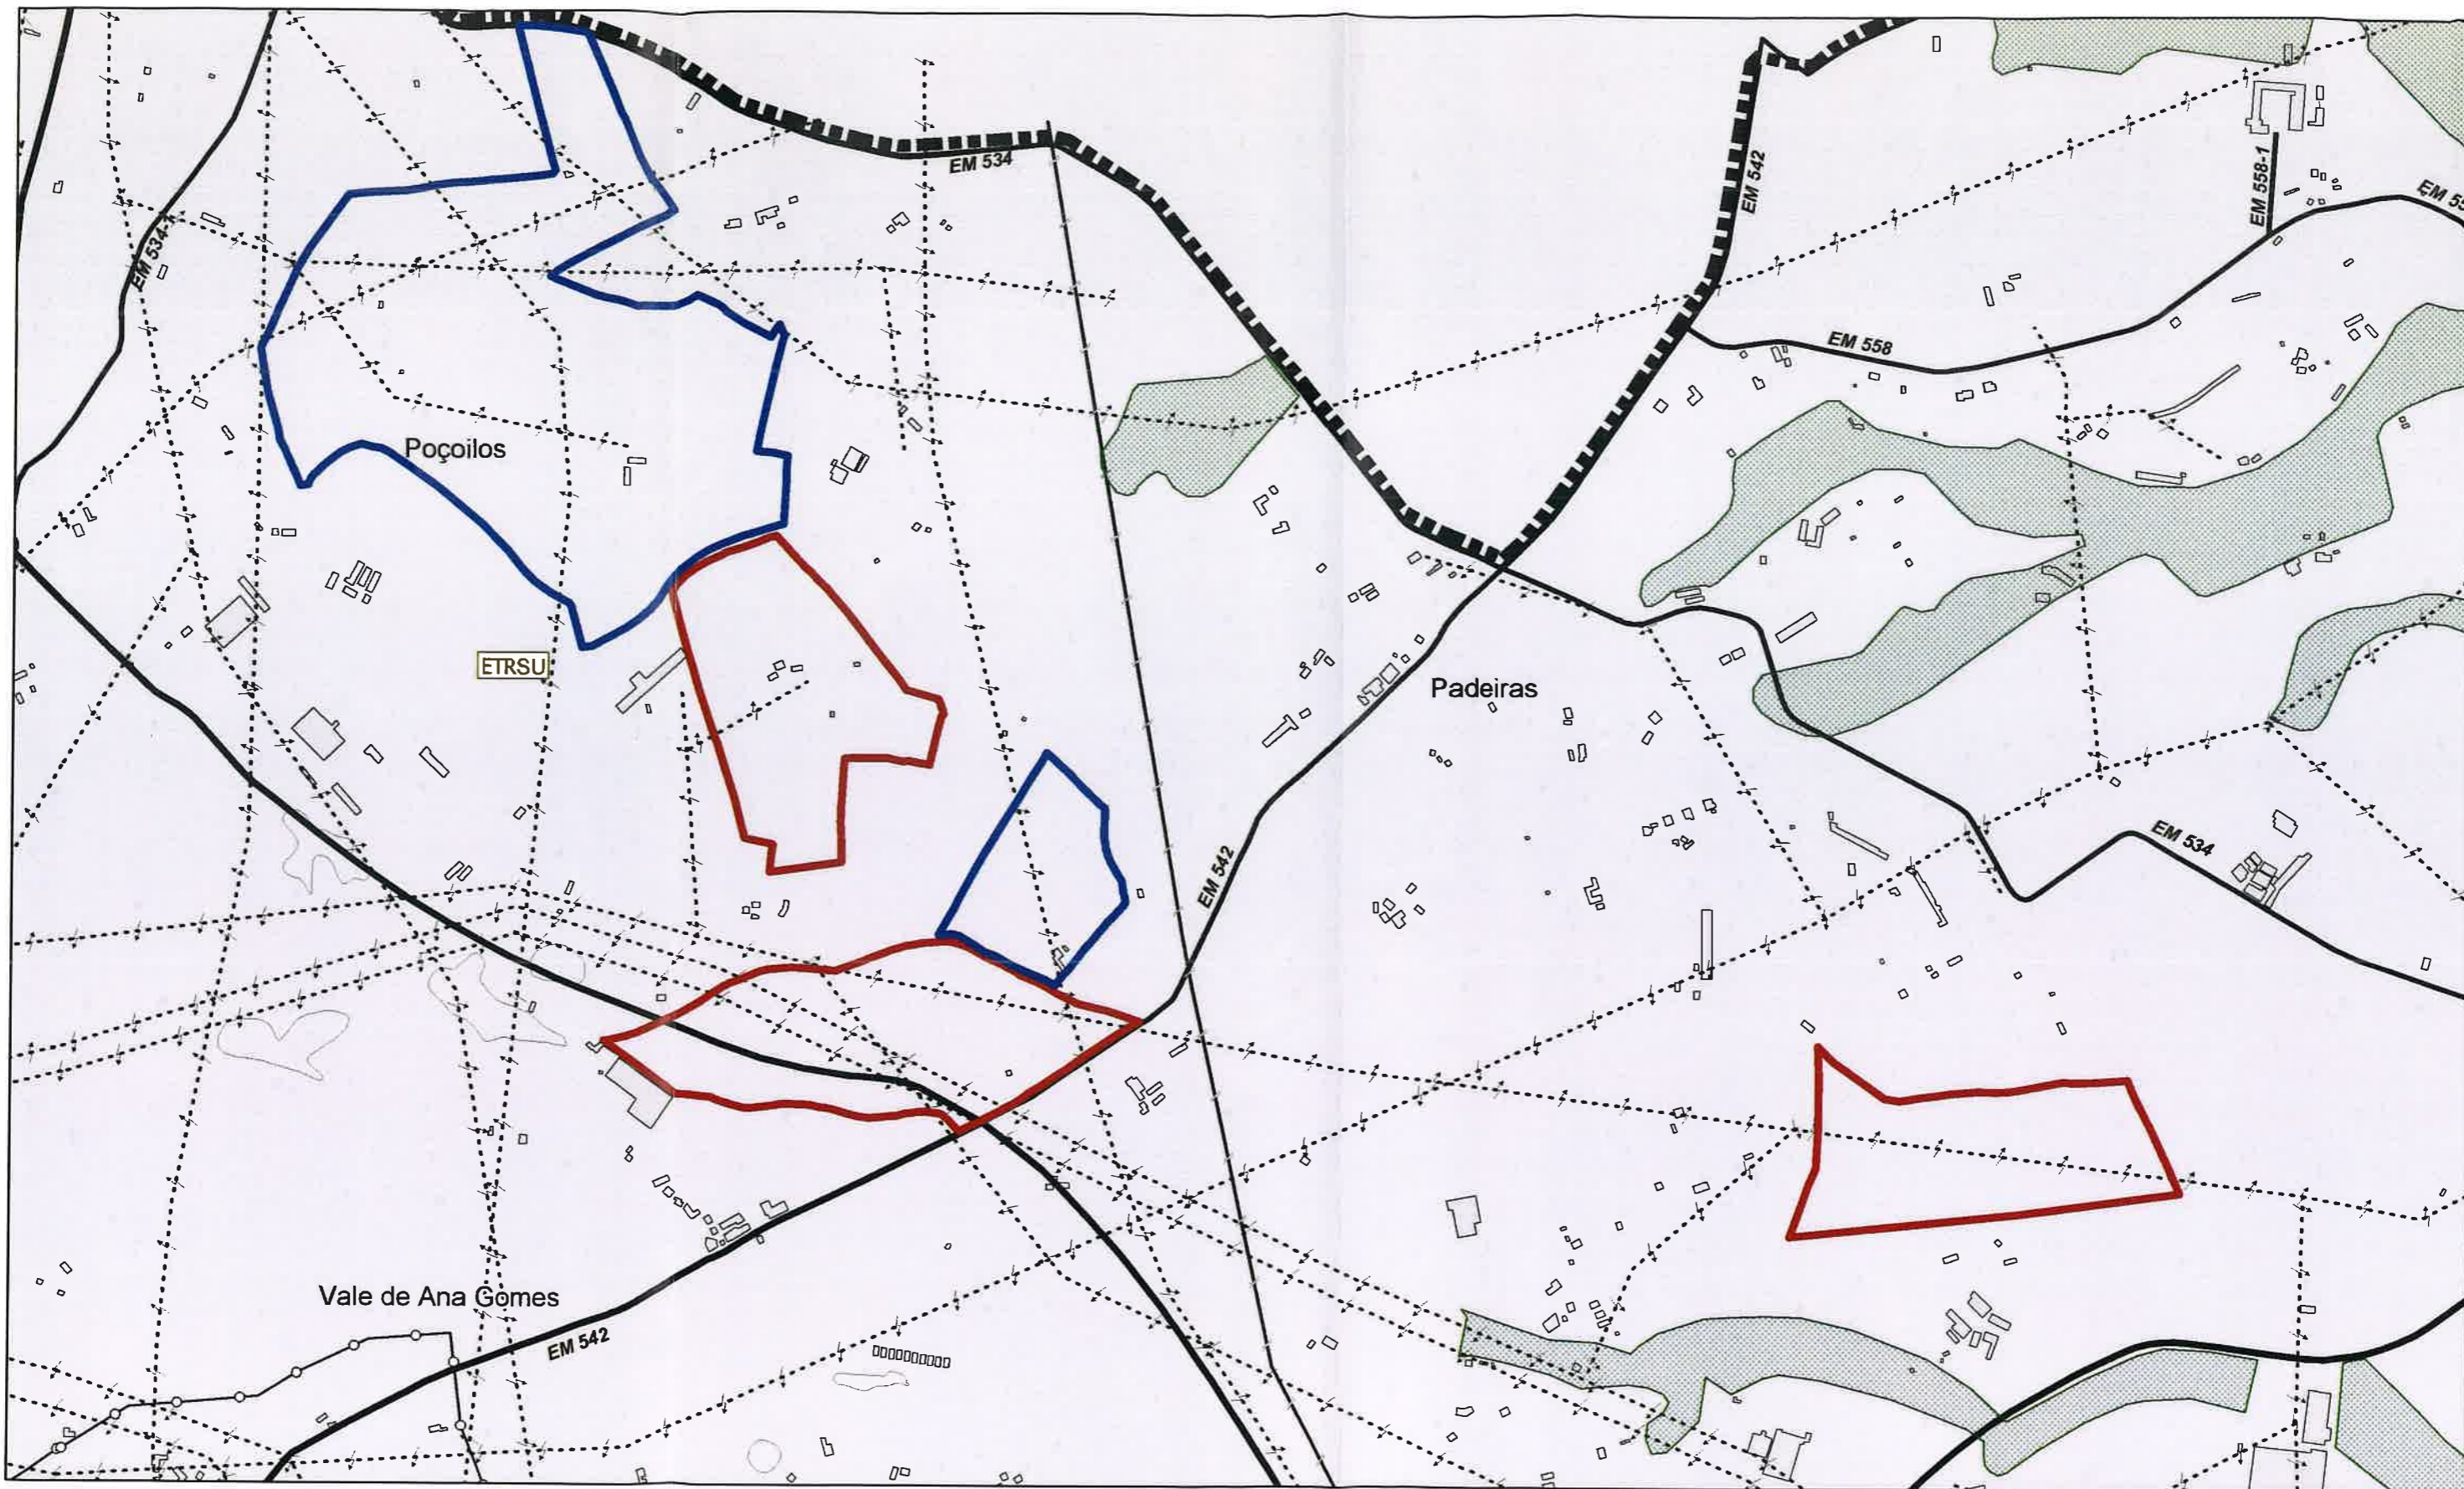 EM 534
EM 542
EM 558-1
EM 534-1
EM 558
Poçoilos
ETRSU
Padeiras
EM 542
EM 534
Vale de Ana Gomes
EM 542